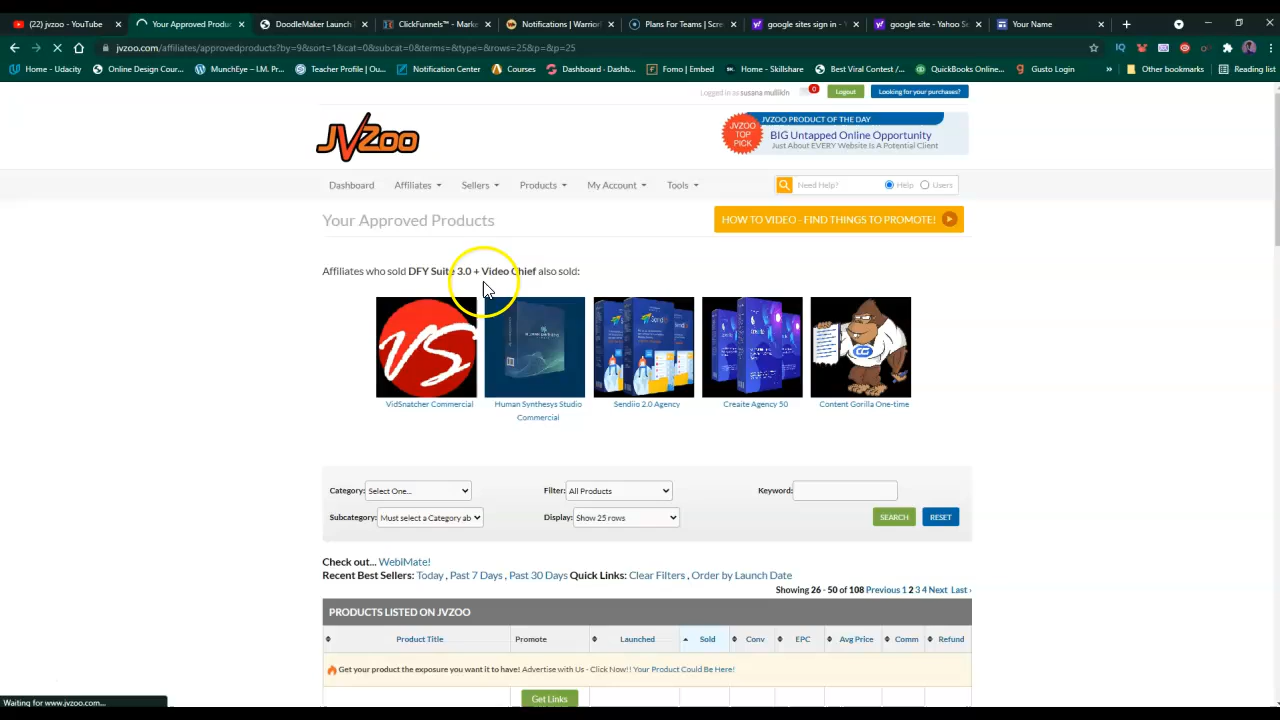 (22) jvzoo - YouTube
Your Approved Produc
DoodleMaker Launch
ClickFunnels™ - Marke
Notifications | Warrior
Plans For Teams | Scre
google sites sign in - Y
google site - Yahoo Se
Your Name
jvzoo.com/affiliates/approvedproducts?by=9&sort=1&cat=0&subcat=0&terms=&type=&rows=25&p=&p=25
Home - Udacity
Online Design Cour...
MunchEye – I.M. Pr...
Teacher Profile | Ou...
Notification Center
Courses
Dashboard - Dashb...
Fomo | Embed
Home - Skillshare
Best Viral Contest /...
QuickBooks Onlin...
Gusto Login
»
Other bookmarks
Reading list
Logged in as susana mullikin
0
Logout
Looking for your purchases?
JVZoo
JVZOO TOP PICK
JVZOO PRODUCT OF THE DAY
BIG Untapped Online Opportunity
Just About EVERY Website Is A Potential Client
Dashboard Affiliates Sellers Products My Account Tools
Need Help? Help Users
Your Approved Products
HOW TO VIDEO - FIND THINGS TO PROMOTE!
Affiliates who sold DFY Suite 3.0 + Video Chief also sold:
VidSnatcher Commercial
Human Synthesys Studio Commercial
Sendiio 2.0 Agency
Creaite Agency 50
Content Gorilla One-time
Category: Select One... Filter: All Products Keyword:
Subcategory: Must select a Category ab Display: Show 25 rows SEARCH RESET
Check out... WebiMate!
Recent Best Sellers: Today , Past 7 Days , Past 30 Days Quick Links: Clear Filters , Order by Launch Date
Showing 26 - 50 of 108 Previous 1 2 3 4 Next Last ›
PRODUCTS LISTED ON JVZOO
Product Title Promote Launched Sold Conv EPC Avg Price Comm Refund
Get your product the exposure you want it to have! Advertise with Us - Click Now!! Your Product Could Be Here!
Get Links
Waiting for www.jvzoo.com...